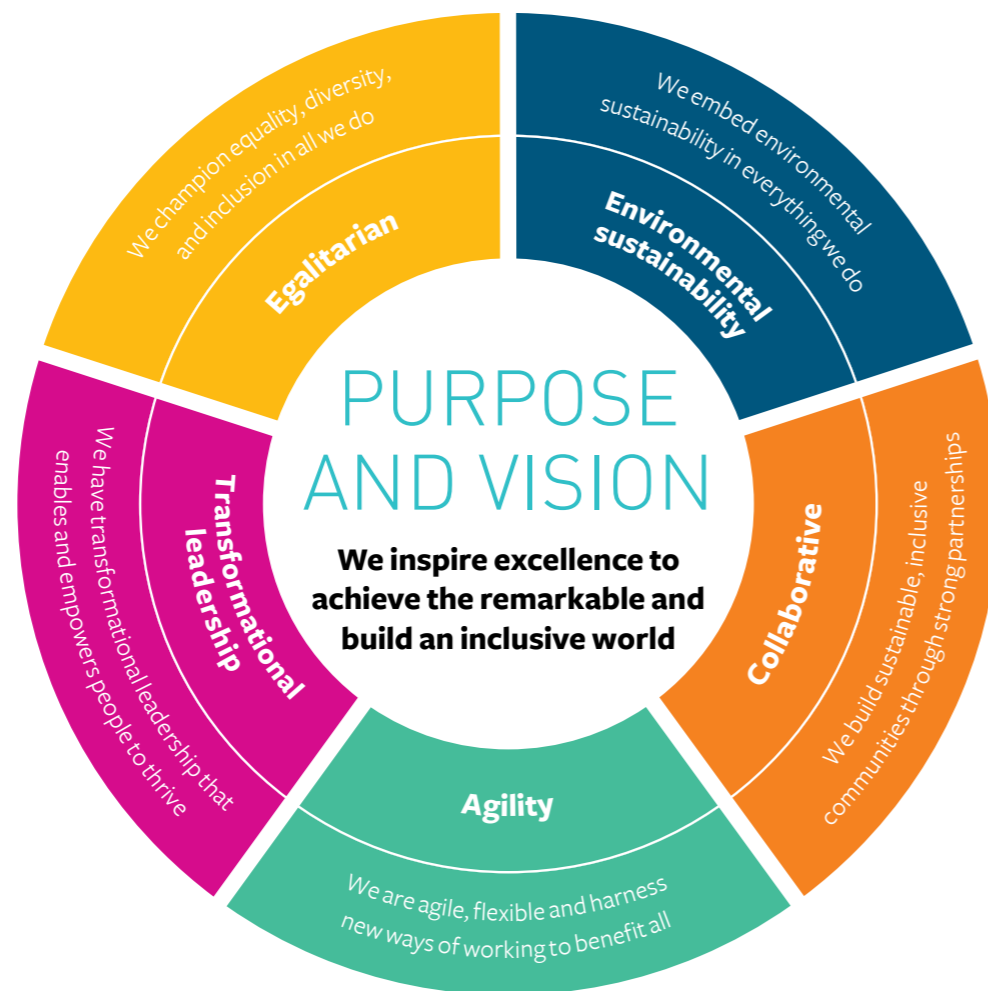 PURPOSE
AND VISION
We inspire excellence to
achieve the remarkable and
build an inclusive world
We embed environmental
sustainability in everything we do
Environmental
sustainability
We build sustainable, inclusive
communities through strong partnerships
Collaborative
Agility
We are agile, flexible and harness
new ways of working to benefit all
We have transformational leadership that
enables and empowers people to thrive
Transformational
leadership
We champion equality, diversity,
and inclusion in all we do
Egalitarian